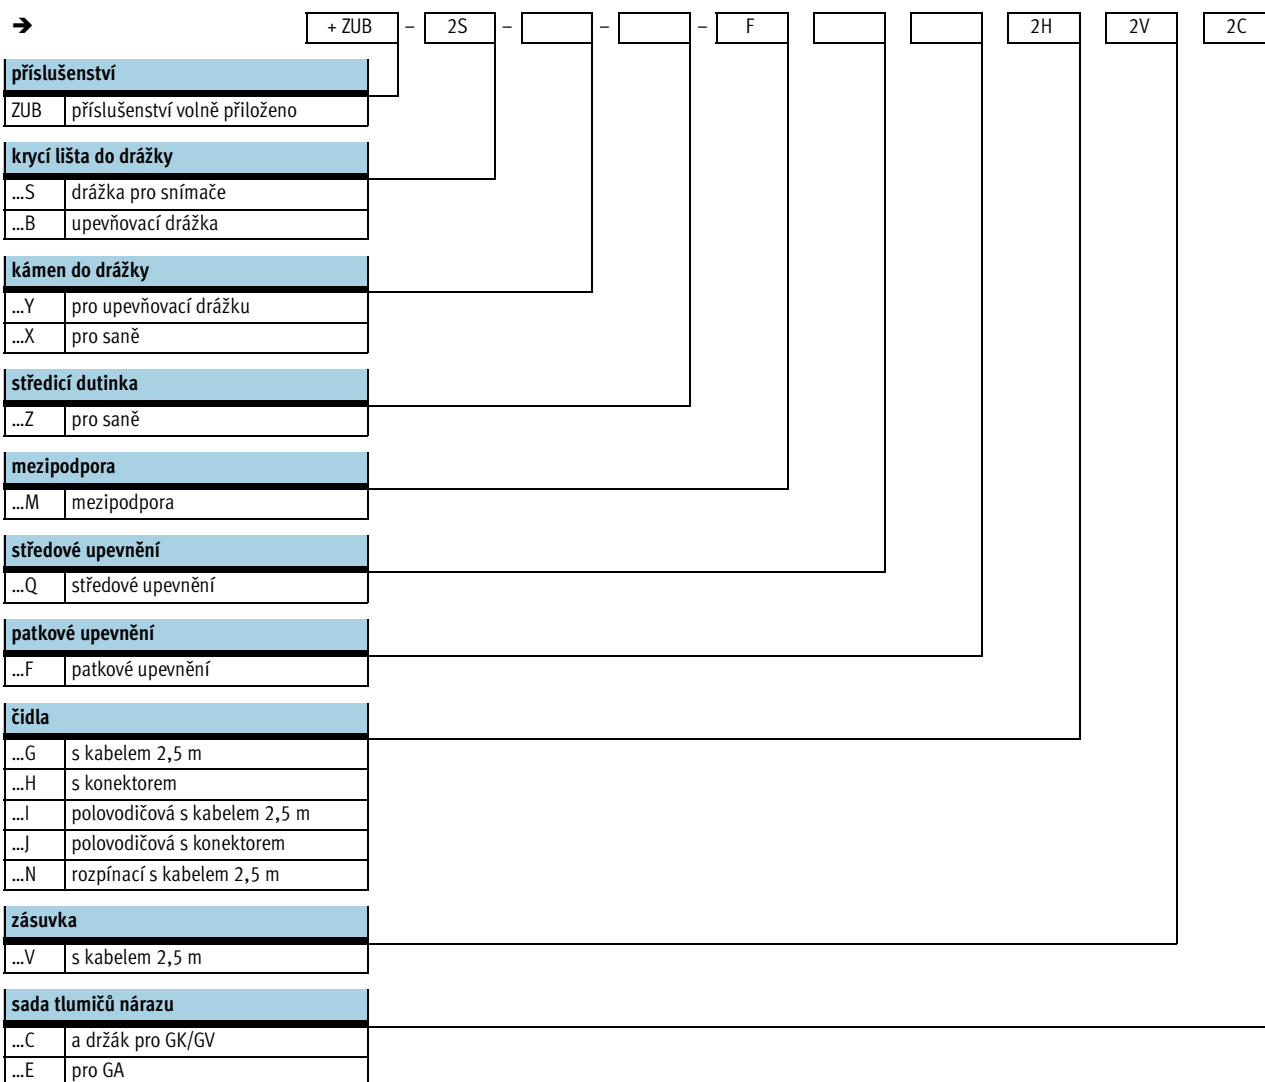 ➔ + ZUB – 2S – – – F 2H 2V 2C
příslušenství
ZUB příslušenství volně přiloženo
krycí lišta do drážky
...S drážka pro snímače
...B upevňovací drážka
kámen do drážky
...Y pro upevňovací drážku
...X pro saně
středicí dutinka
...Z pro saně
mezipodpora
...M mezipodpora
středové upevnění
...Q středové upevnění
patkové upevnění
...F patkové upevnění
čidla
...G s kabelem 2,5 m
...H s konektorem
...I polovodičová s kabelem 2,5 m
...J polovodičová s konektorem
...N rozpínací s kabelem 2,5 m
zásuvka
...V s kabelem 2,5 m
sada tlumičů nárazu
...C a držák pro GK/GV
...E pro GA